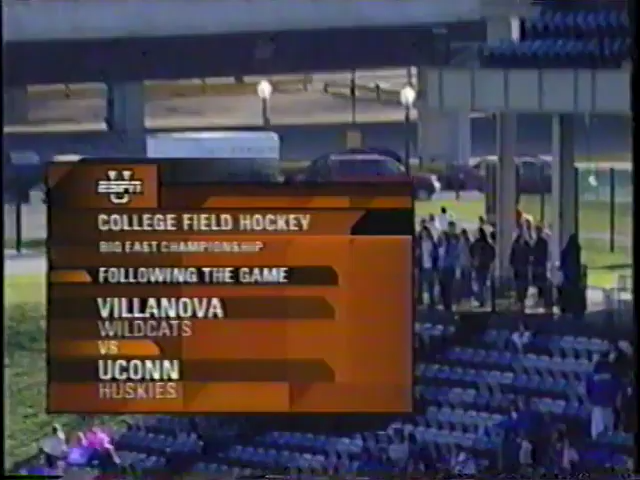 ESPN U
COLLEGE FIELD HOCKEY
BIG EAST CHAMPIONSHIP
FOLLOWING THE GAME
VILLANOVA
WILDCATS
VS
UCONN
HUSKIES